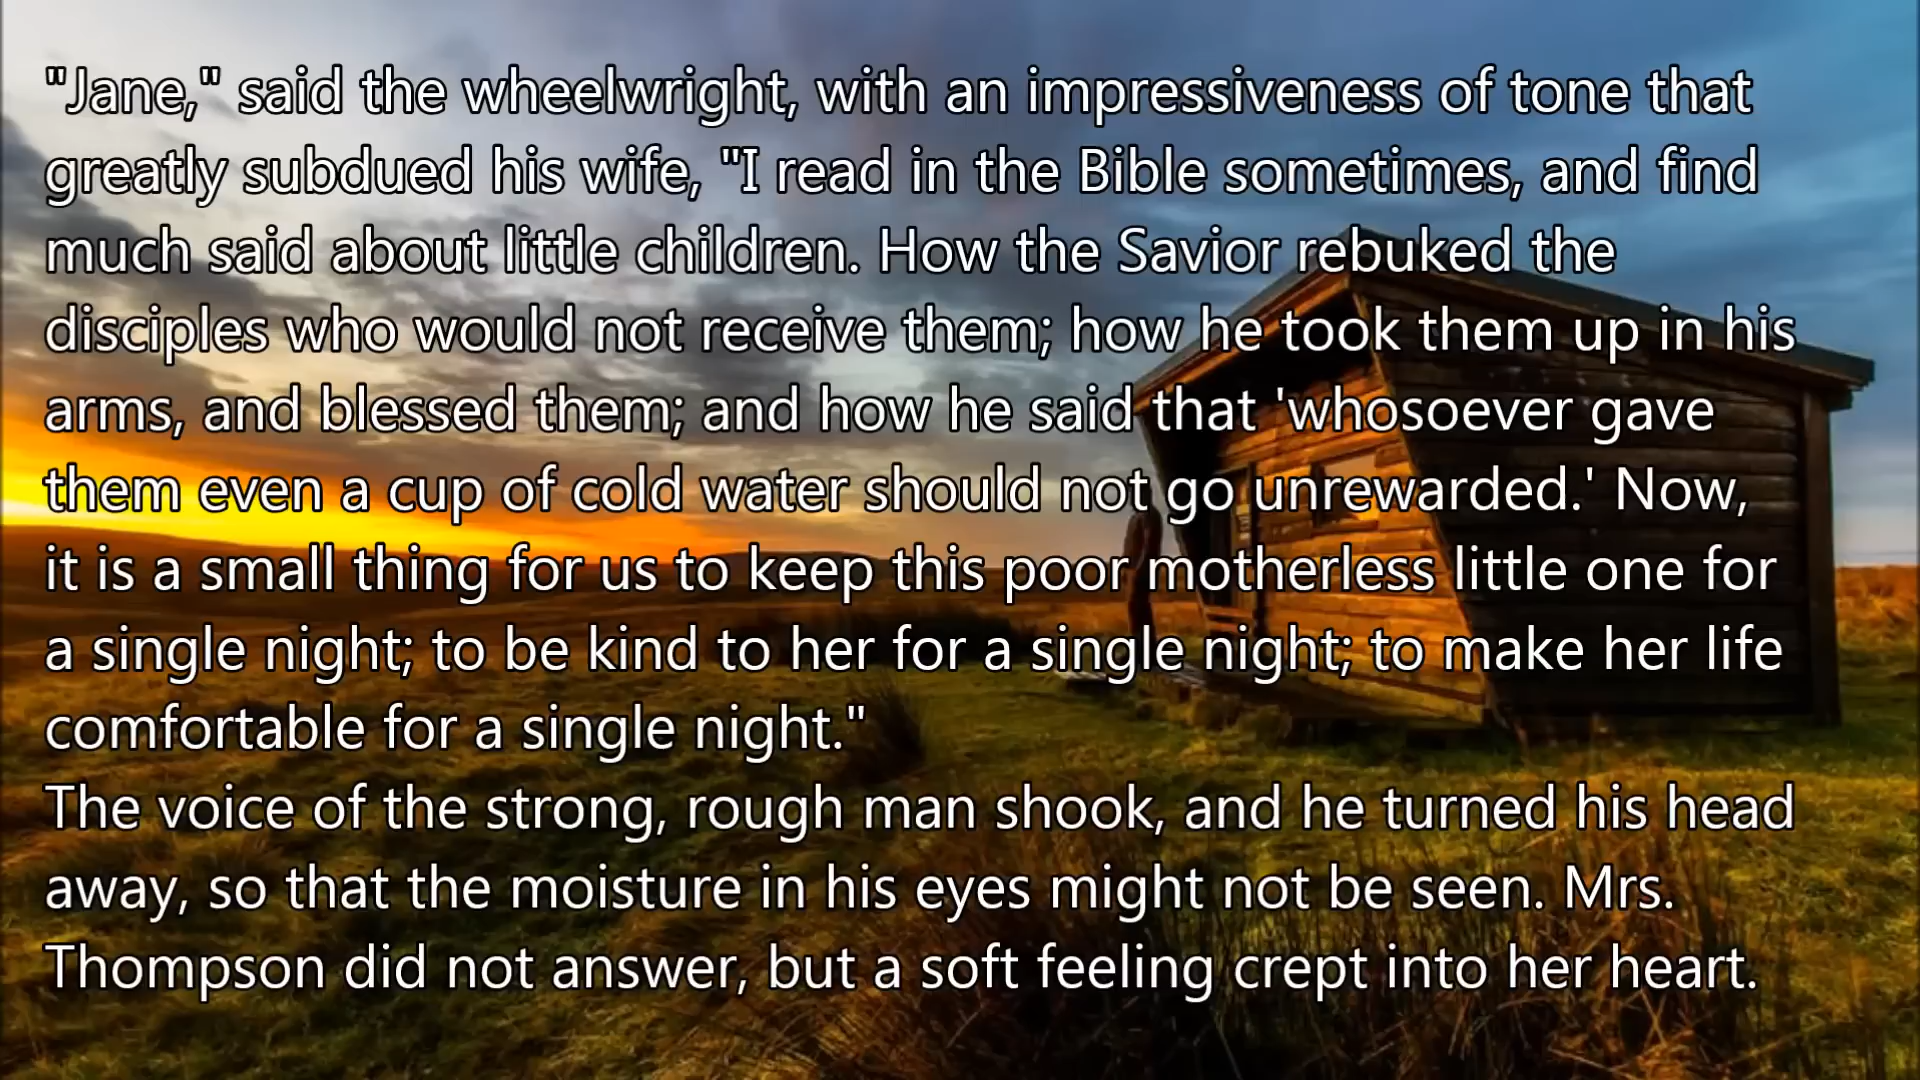 "Jane," said the wheelwright, with an impressiveness of tone that
greatly subdued his wife, "I read in the Bible sometimes, and find
much said about little children. How the Savior rebuked the
disciples who would not receive them; how he took them up in his
arms, and blessed them; and how he said that 'whosoever gave
them even a cup of cold water should not go unrewarded.' Now,
it is a small thing for us to keep this poor motherless little one for
a single night; to be kind to her for a single night; to make her life
comfortable for a single night."
The voice of the strong, rough man shook, and he turned his head
away, so that the moisture in his eyes might not be seen. Mrs.
Thompson did not answer, but a soft feeling crept into her heart.